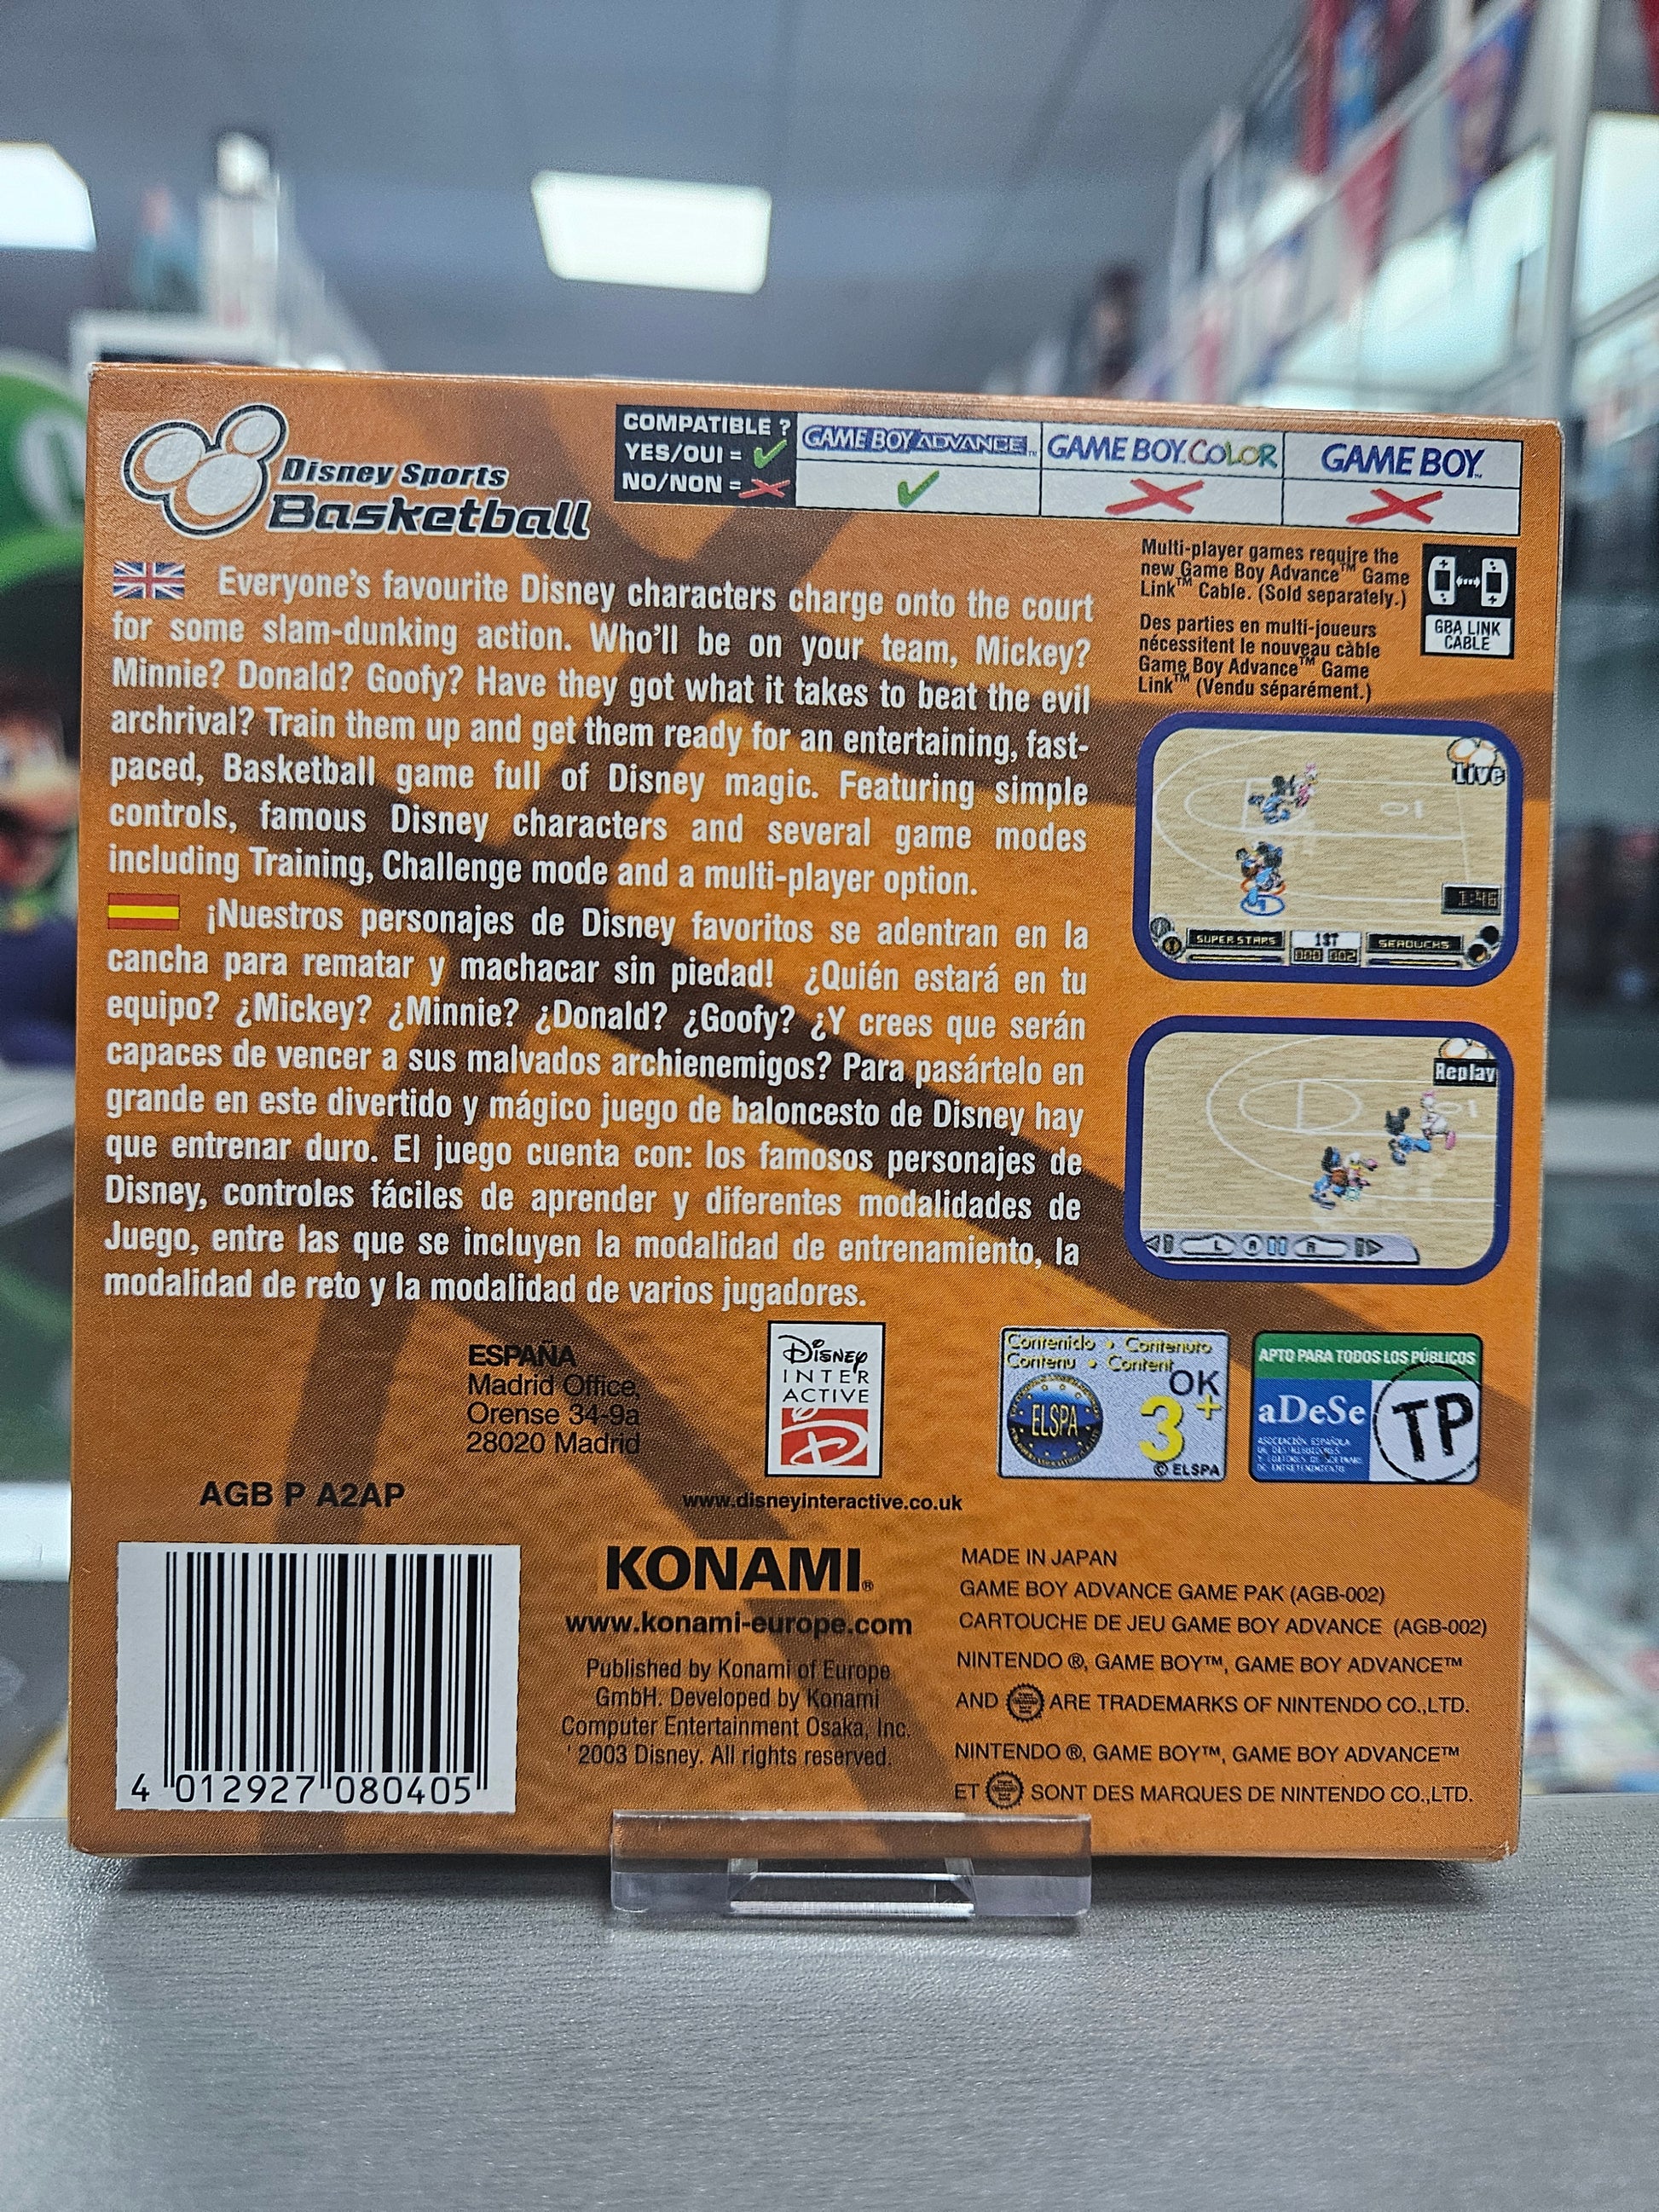 Disney Sports
Basketball
COMPATIBLE ?
YES/OUI =
NO/NON =
GAME BOY ADVANCE™
GAME BOY COLOR
GAME BOY™
Multi-player games require the
new Game Boy Advance™ Game
Link™ Cable. (Sold separately.)
Des parties en multi-joueurs
nécessitent le nouveau câble
Game Boy Advance™ Game
Link™ (Vendu séparément.)
GBA LINK
CABLE
Everyone's favourite Disney characters charge onto the court
for some slam-dunking action. Who'll be on your team, Mickey?
Minnie? Donald? Goofy? Have they got what it takes to beat the evil
archrival? Train them up and get them ready for an entertaining, fast-
paced, Basketball game full of Disney magic. Featuring simple
controls, famous Disney characters and several game modes
including Training, Challenge mode and a multi-player option.
¡Nuestros personajes de Disney favoritos se adentran en la
cancha para rematar y machacar sin piedad! ¿Quién estará en tu
equipo? ¿Mickey? ¿Minnie? ¿Donald? ¿Goofy? ¿Y crees que serán
capaces de vencer a sus malvados archienemigos? Para pasártelo en
grande en este divertido y mágico juego de baloncesto de Disney hay
que entrenar duro. El juego cuenta con: los famosos personajes de
Disney, controles fáciles de aprender y diferentes modalidades de
Juego, entre las que se incluyen la modalidad de entrenamiento, la
modalidad de reto y la modalidad de varios jugadores.
Live
1:46
SUPER STARS
1ST
SEADUCKS
000 002
Replay
L
R
ESPAÑA
Madrid Office,
Orense 34-9a
28020 Madrid
DISNEY
INTER
ACTIVE
D
Contenido • Contenuto
Contenu • Content
OK
ELSPA
3+
© ELSPA
APTO PARA TODOS LOS PÚBLICOS
aDeSe
ASOCIACIÓN ESPAÑOLA
DE DISTRIBUIDORES
Y EDITORES DE SOFTWARE
DE ENTRETENIMIENTO
TP
AGB P A2AP
www.disneyinteractive.co.uk
4 012927 080405
KONAMI®
www.konami-europe.com
Published by Konami of Europe
GmbH. Developed by Konami
Computer Entertainment Osaka, Inc.
' 2003 Disney. All rights reserved.
MADE IN JAPAN
GAME BOY ADVANCE GAME PAK (AGB-002)
CARTOUCHE DE JEU GAME BOY ADVANCE (AGB-002)
NINTENDO ®, GAME BOY™, GAME BOY ADVANCE™
AND ARE TRADEMARKS OF NINTENDO CO.,LTD.
NINTENDO ®, GAME BOY™, GAME BOY ADVANCE™
ET SONT DES MARQUES DE NINTENDO CO.,LTD.